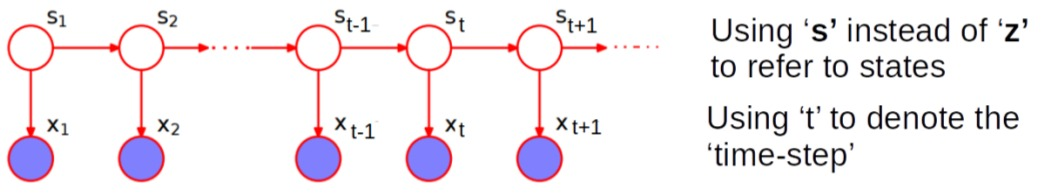 s1 s2 st-1 st st+1
x1 x2 xt-1 xt xt+1
Using ‘s’ instead of ‘z’
to refer to states
Using ‘t’ to denote the
‘time-step’